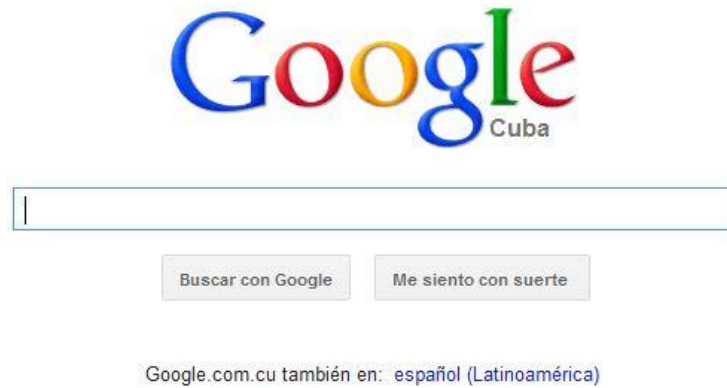 Google
Cuba
Buscar con Google
Me siento con suerte
Google.com.cu también en: español (Latinoamérica)